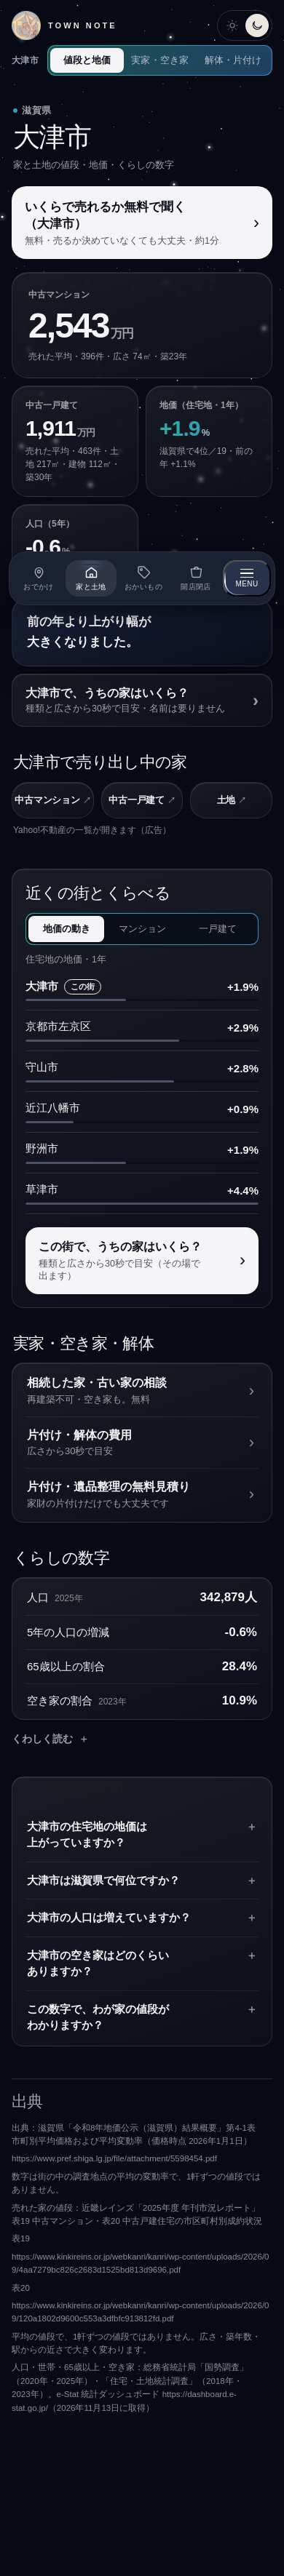 TOWN NOTE
大津市
値段と地価
実家・空き家
解体・片付け
滋賀県
大津市
家と土地の値段・地価・くらしの数字
いくらで売れるか無料で聞く
（大津市）
無料・売るか決めていなくても大丈夫・約1分
›
中古マンション
2,543万円
売れた平均・396件・広さ 74㎡・築23年
中古一戸建て
1,911万円
売れた平均・463件・土
地 217㎡・建物 112㎡・
築30年
地価（住宅地・1年）
+1.9%
滋賀県で4位／19・前の
年 +1.1%
人口（5年）
-0.6%
おでかけ
家と土地
おかいもの
開店閉店
MENU
前の年より上がり幅が
大きくなりました。
大津市で、うちの家はいくら？
種類と広さから30秒で目安・名前は要りません
›
大津市で売り出し中の家
中古マンション ↗
中古一戸建て ↗
土地 ↗
Yahoo!不動産の一覧が開きます（広告）
近くの街とくらべる
地価の動き
マンション
一戸建て
住宅地の地価・1年
大津市 この街 +1.9%
京都市左京区 +2.9%
守山市 +2.8%
近江八幡市 +0.9%
野洲市 +1.9%
草津市 +4.4%
この街で、うちの家はいくら？
種類と広さから30秒で目安（その場で
出ます）
›
実家・空き家・解体
相続した家・古い家の相談
再建築不可・空き家も。無料
›
片付け・解体の費用
広さから30秒で目安
›
片付け・遺品整理の無料見積り
家財の片付けだけでも大丈夫です
›
くらしの数字
人口 2025年 342,879人
5年の人口の増減 -0.6%
65歳以上の割合 28.4%
空き家の割合 2023年 10.9%
くわしく読む +
大津市の住宅地の地価は
上がっていますか？
+
大津市は滋賀県で何位ですか？ +
大津市の人口は増えていますか？ +
大津市の空き家はどのくらい
ありますか？
+
この数字で、わが家の値段が
わかりますか？
+
出典
出典：滋賀県「令和8年地価公示（滋賀県）結果概要」第4-1表
市町別平均価格および平均変動率（価格時点 2026年1月1日）
https://www.pref.shiga.lg.jp/file/attachment/5598454.pdf
数字は街の中の調査地点の平均の変動率で、1軒ずつの値段では
ありません。
売れた家の値段：近畿レインズ「2025年度 年刊市況レポート」
表19 中古マンション・表20 中古戸建住宅の市区町村別成約状況
表19
https://www.kinkireins.or.jp/webkanri/kanri/wp-content/uploads/2026/0
9/4aa7279bc826c2683d1525bd813d9696.pdf
表20
https://www.kinkireins.or.jp/webkanri/kanri/wp-content/uploads/2026/0
9/120a1802d9600c553a3dfbfc913812fd.pdf
平均の値段で、1軒ずつの値段ではありません。広さ・築年数・
駅からの近さで大きく変わります。
人口・世帯・65歳以上・空き家：総務省統計局「国勢調査」
（2020年・2025年）・「住宅・土地統計調査」（2018年・
2023年）。e-Stat 統計ダッシュボード https://dashboard.e-
stat.go.jp/（2026年11月13日に取得）